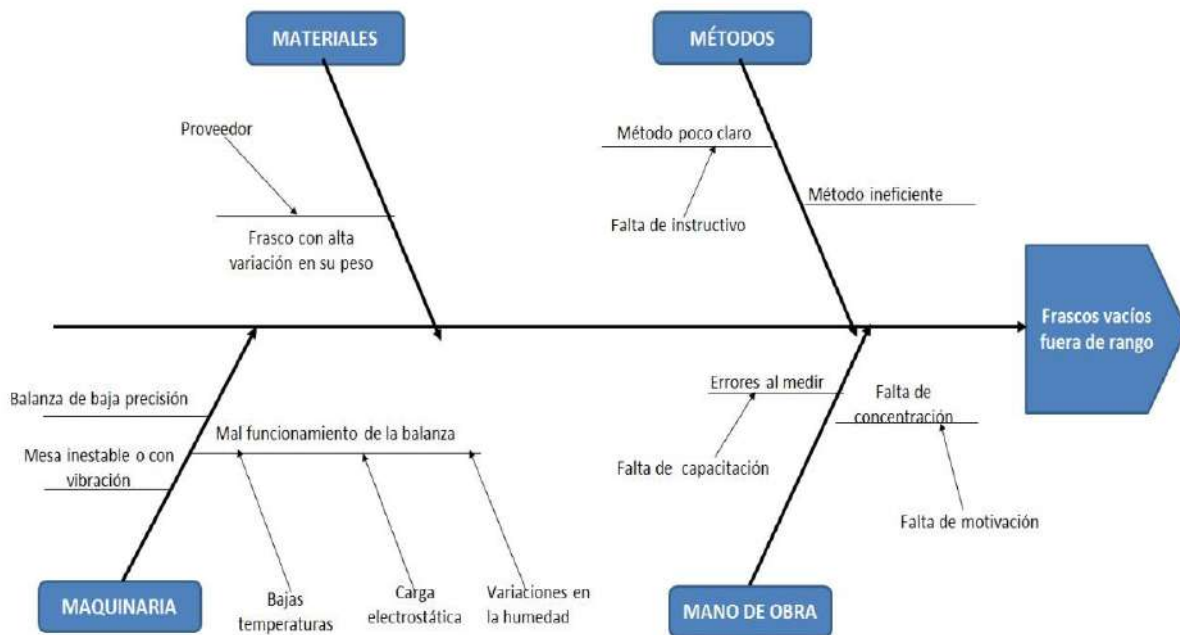 MATERIALES
MÉTODOS
Proveedor
Frasco con alta
variación en su peso
Método poco claro
Falta de instructivo
Método ineficiente
Frascos vacíos
fuera de rango
Balanza de baja precisión
Mesa inestable o con
vibración
Mal funcionamiento de la balanza
Bajas
temperaturas
Carga
electrostática
Variaciones en
la humedad
Errores al medir
Falta de capacitación
Falta de
concentración
Falta de motivación
MAQUINARIA
MANO DE OBRA